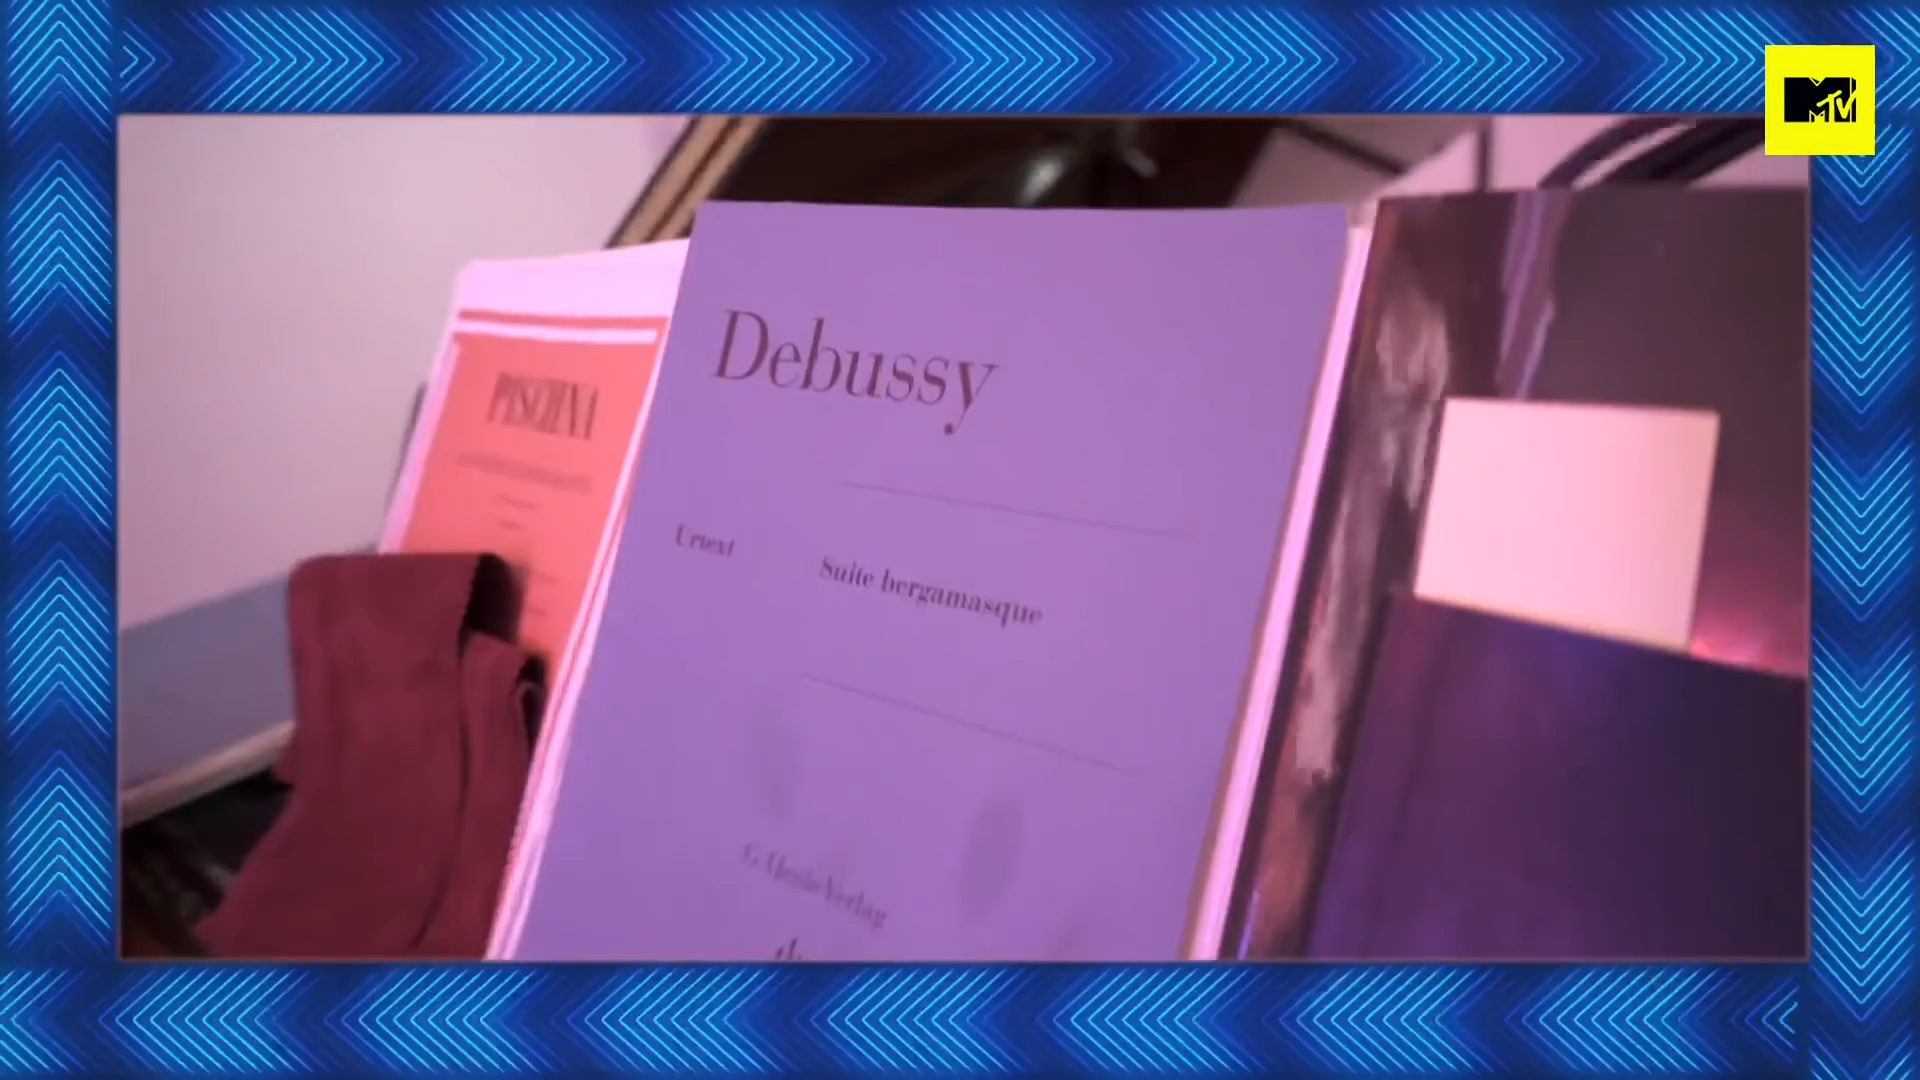 MTV
PISCHNA
Debussy
Urtext
Suite bergamasque
G. Henle Verlag